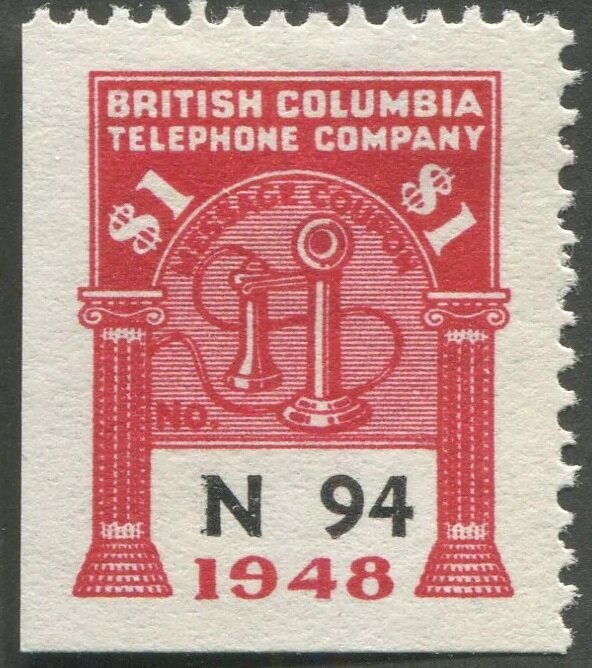 BRITISH COLUMBIA
TELEPHONE COMPANY
$1 $1
MESSAGE COUPON
NO.
N 94
1948